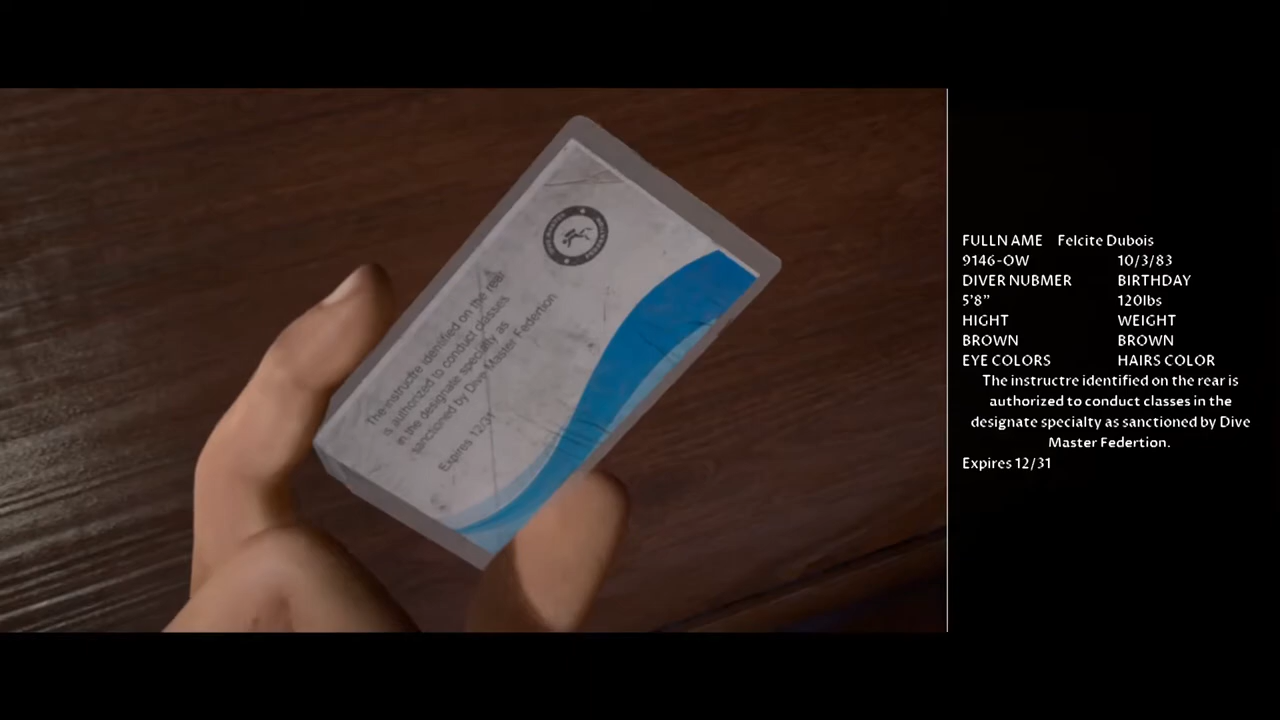 The instructre identified on the rear
is authorized to conduct classes
in the designate specialty as
sanctioned by Dive Master Federtion
Expires 12/31
FULLN AME Felcite Dubois
9146-OW 10/3/83
DIVER NUBMER BIRTHDAY
5'8” 120lbs
HIGHT WEIGHT
BROWN BROWN
EYE COLORS HAIRS COLOR
The instructre identified on the rear is
authorized to conduct classes in the
designate specialty as sanctioned by Dive
Master Federtion.
Expires 12/31